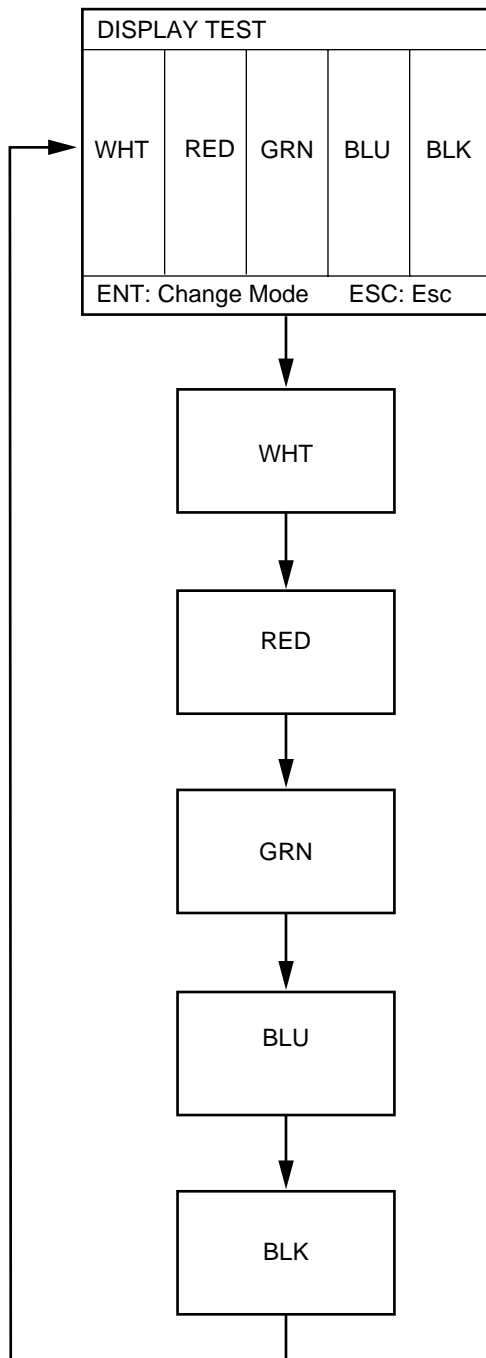 DISPLAY TEST
WHT RED GRN BLU BLK
ENT: Change Mode ESC: Esc
WHT
RED
GRN
BLU
BLK